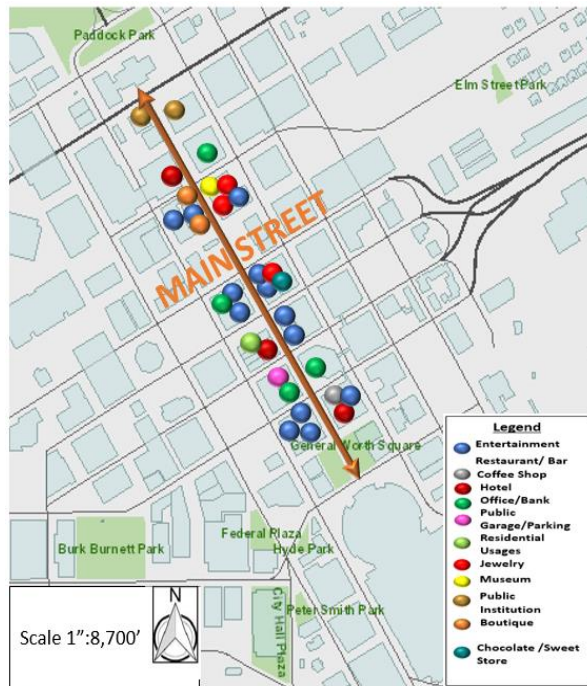 Paddock Park
Elm Street Park
MAIN STREET
General Worth Square
Federal Plaza
Hyde Park
Burk Burnett Park
City Hall Plaza
Peter Smith Park
N
Scale 1”:8,700’
Legend
Entertainment
Restaurant/ Bar
Coffee Shop
Hotel
Office/Bank
Public
Garage/Parking
Residential
Usages
Jewelry
Museum
Public
Institution
Boutique
Chocolate /Sweet
Store